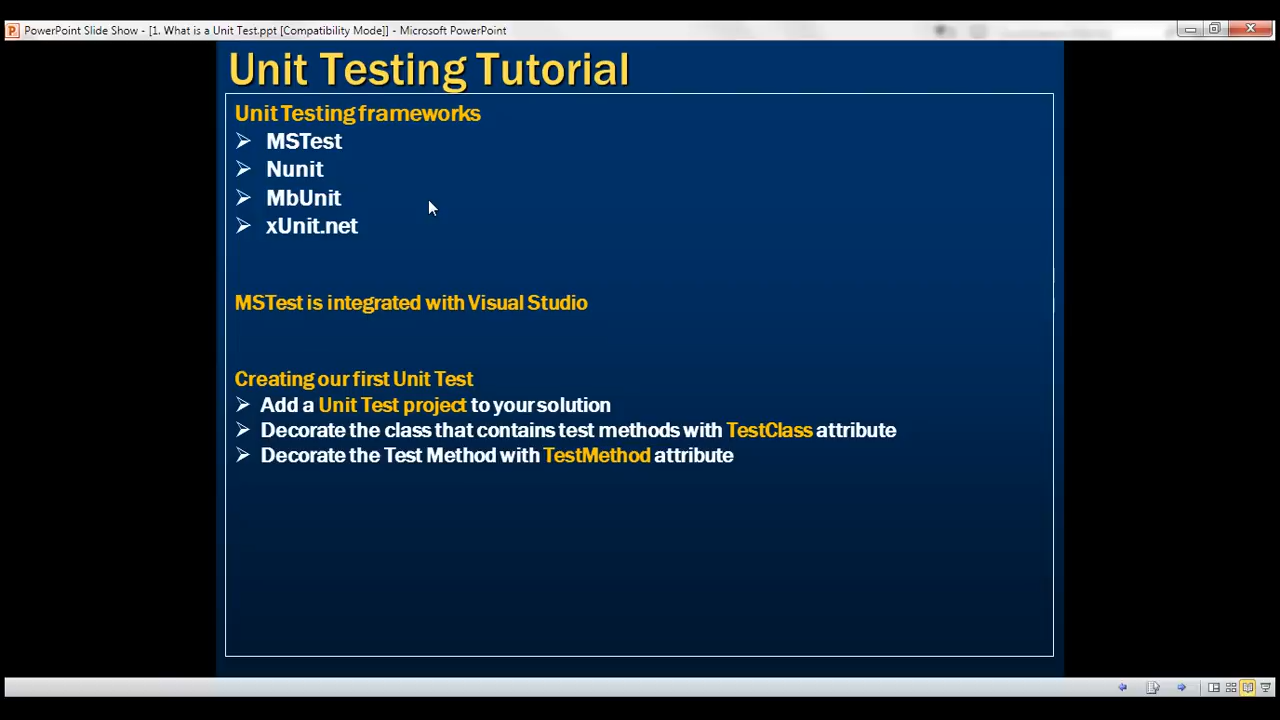 PowerPoint Slide Show - [1. What is a Unit Test.ppt [Compatibility Mode]] - Microsoft PowerPoint
Unit Testing Tutorial
Unit Testing frameworks
MSTest
Nunit
MbUnit
xUnit.net
MSTest is integrated with Visual Studio
Creating our first Unit Test
Add a Unit Test project to your solution
Decorate the class that contains test methods with TestClass attribute
Decorate the Test Method with TestMethod attribute